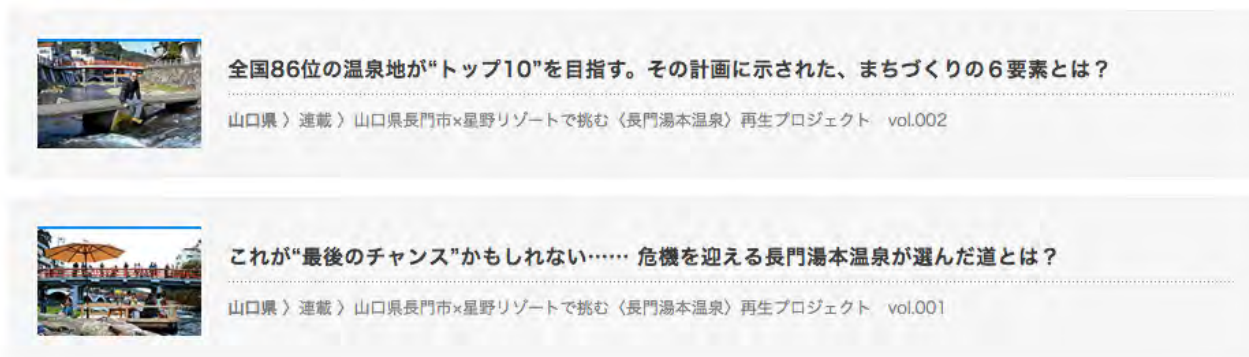 全国86位の温泉地が“トップ10”を目指す。その計画に示された、まちづくりの６要素とは？
山口県 〉連載 〉山口県長門市×星野リゾートで挑む〈長門湯本温泉〉再生プロジェクト　vol.002
これが“最後のチャンス”かもしれない…… 危機を迎える長門湯本温泉が選んだ道とは？
山口県 〉連載 〉山口県長門市×星野リゾートで挑む〈長門湯本温泉〉再生プロジェクト　vol.001